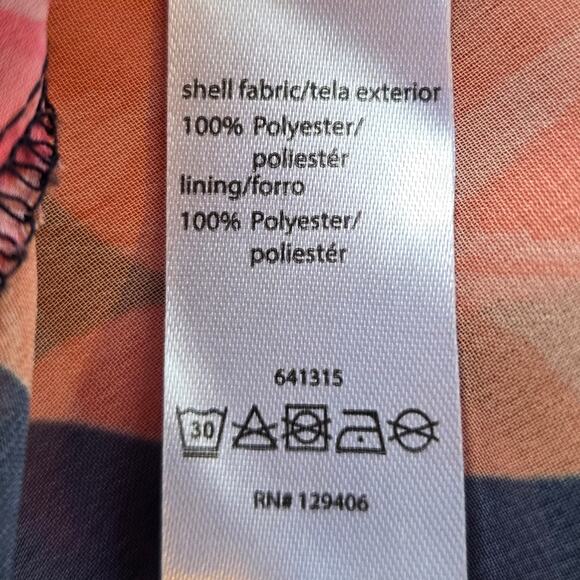 shell fabric/tela exterior
100% Polyester/
poliestér
lining/forro
100% Polyester/
poliestér
641315
30
RN# 129406